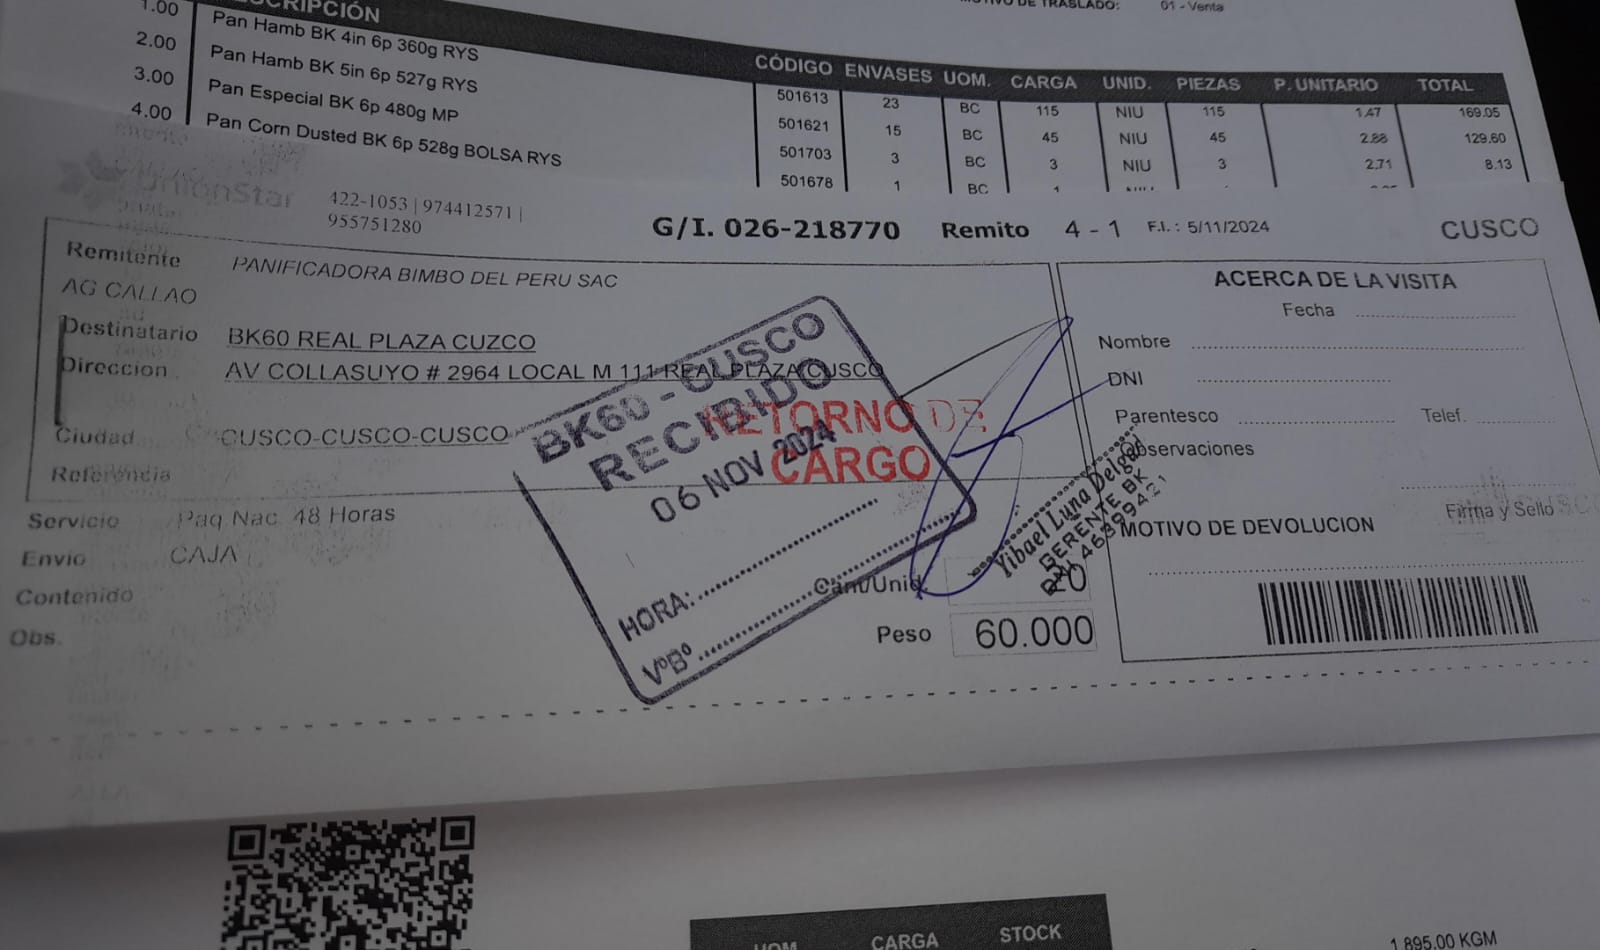 MOTIVO DE TRASLADO: 01 - Venta
DESCRIPCIÓN CÓDIGO ENVASES UOM. CARGA UNID. PIEZAS P. UNITARIO TOTAL
1.00 Pan Hamb BK 4in 6p 360g RYS 501613 23 BC 115 NIU 115 1.47 169.05
2.00 Pan Hamb BK 5in 6p 527g RYS 501621 15 BC 45 NIU 45 2.88 129.60
3.00 Pan Especial BK 6p 480g MP 501703 3 BC 3 NIU 3 2.71 8.13
4.00 Pan Corn Dusted BK 6p 528g BOLSA RYS 501678 1 BC
UnionStar 422-1053 | 974412571 |
955751280
G/I. 026-218770 Remito 4 - 1 F.I. : 5/11/2024 CUSCO
Remitente PANIFICADORA BIMBO DEL PERU SAC
AG CALLAO
Destinatario BK60 REAL PLAZA CUZCO
Direccion AV COLLASUYO # 2964 LOCAL M 111 REAL PLAZA CUSCO
Ciudad CUSCO-CUSCO-CUSCO
Referencia
Servicio Paq Nac. 48 Horas
Envio CAJA
Contenido
Obs.
Cant/Unid. 20
Peso 60.000
RETORNO DE
CARGO
BK60 - CUSCO
RECIBIDO
06 NOV 2024
HORA:
VºBº
Yibael Luna Delgad
GERENTE BK
DNI 46899421
ACERCA DE LA VISITA
Fecha
Nombre
DNI
Parentesco Telef.
Observaciones
Firma y Sello
MOTIVO DE DEVOLUCION
UOM CARGA STOCK
1,895.00 KGM